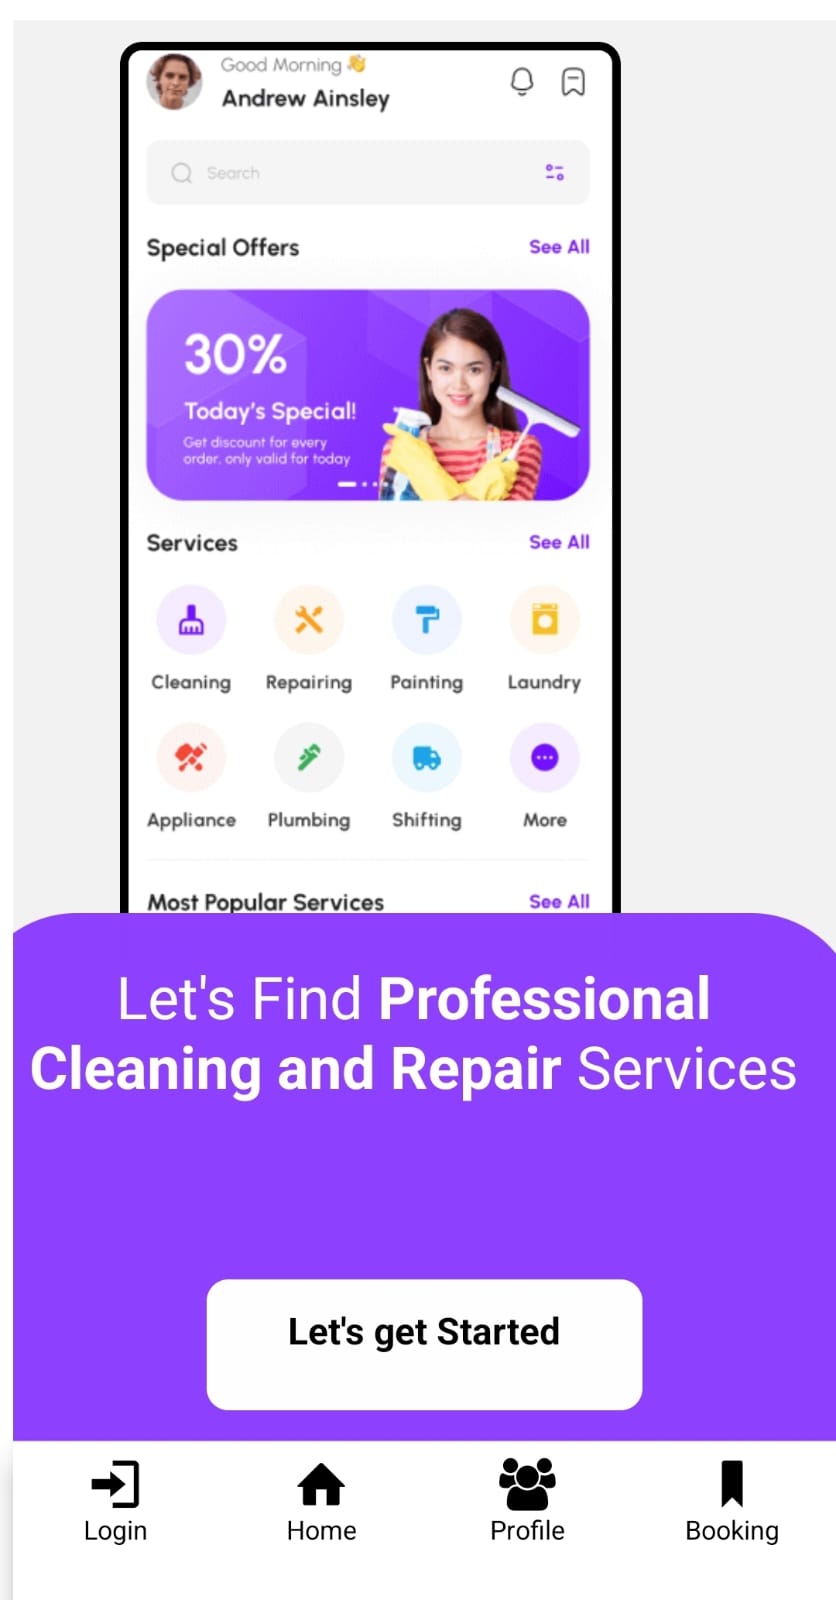 Good Morning 👋
Andrew Ainsley
Search
Special Offers See All
30%
Today's Special!
Get discount for every
order, only valid for today
Services See All
Cleaning Repairing Painting Laundry
Appliance Plumbing Shifting More
Most Popular Services See All
Let's Find Professional
Cleaning and Repair Services
Let's get Started
Login Home Profile Booking